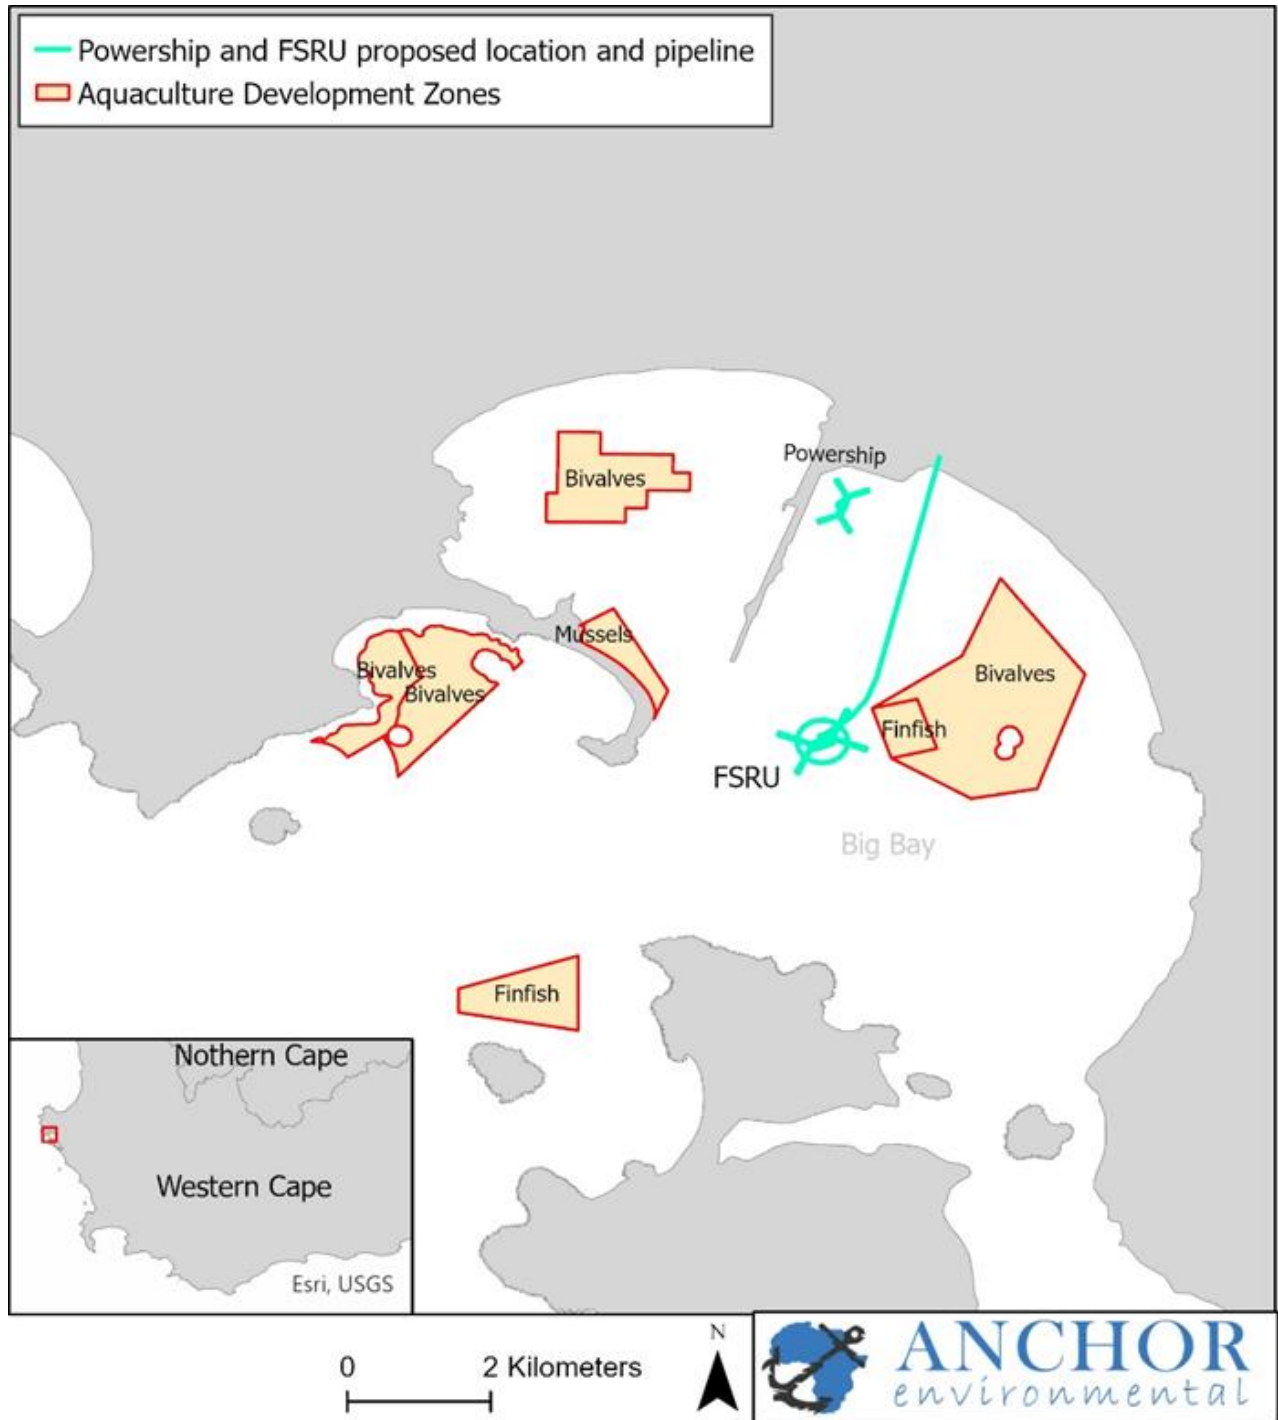 Powership and FSRU proposed location and pipeline
Aquaculture Development Zones
Powership
Bivalves
Mussels
Bivalves
Bivalves
Bivalves
Finfish
FSRU
Big Bay
Finfish
Nothern Cape
Western Cape
Esri, USGS
N
0 2 Kilometers
ANCHOR
environmental